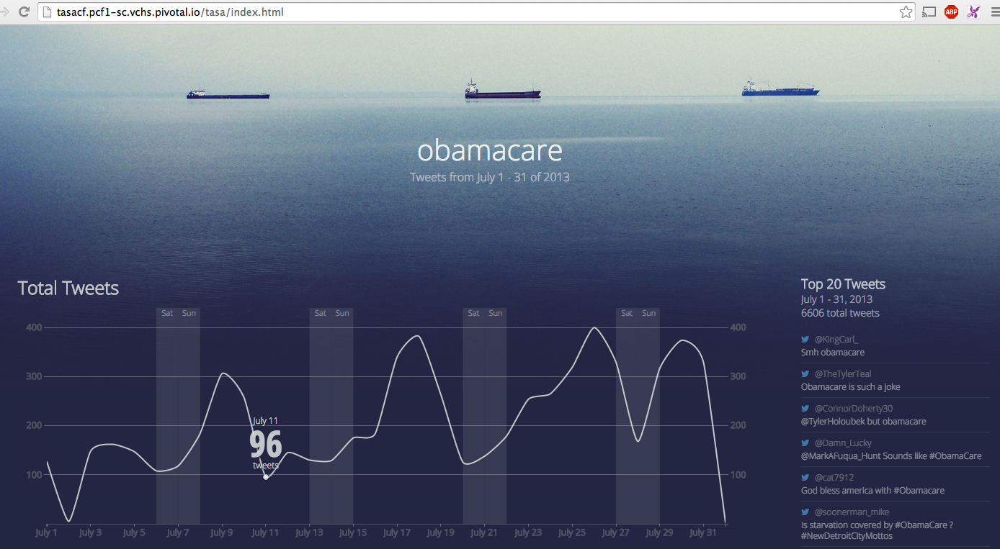 tasacf.pcf1-sc.vchs.pivotal.io/tasa/index.html
ABP
obamacare
Tweets from July 1 - 31 of 2013
Total Tweets
Sat Sun Sat Sun Sat Sun Sat Sun
400 400
300 300
200 200
100 100
July 11
96
tweets
July 1 July 3 July 5 July 7 July 9 July 11 July 13 July 15 July 17 July 19 July 21 July 23 July 25 July 27 July 29 July 31
Top 20 Tweets
July 1 - 31, 2013
6606 total tweets
@KingCarl_
Smh obamacare
@TheTylerTeal
Obamacare is such a joke
@ConnorDoherty30
@TylerHoloubek but obamacare
@Damn_Lucky
@MarkAFuqua_Hunt Sounds like #ObamaCare
@cat7912
God bless america with #Obamacare
@soonerman_mike
Is starvation covered by #ObamaCare ?
#NewDetroitCityMottos